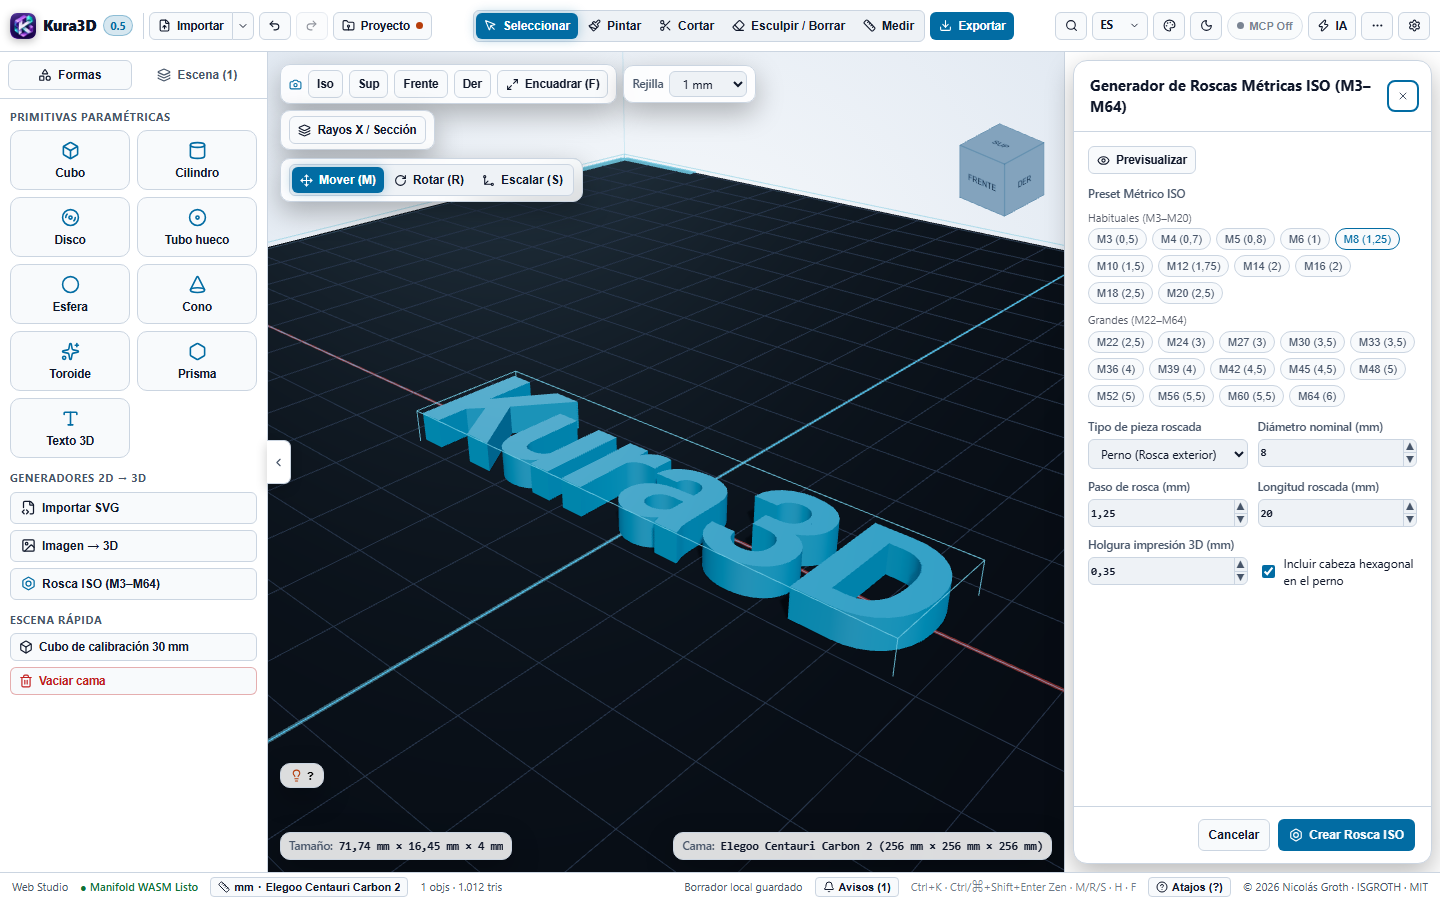 Kura3D 0.5 Importar Proyecto Seleccionar Pintar Cortar Esculpir / Borrar Medir Exportar ES MCP Off IA
Formas Escena (1)
PRIMITIVAS PARAMÉTRICAS
Cubo Cilindro
Disco Tubo hueco
Esfera Cono
Toroide Prisma
Texto 3D
GENERADORES 2D → 3D
Importar SVG
Imagen → 3D
Rosca ISO (M3–M64)
ESCENA RÁPIDA
Cubo de calibración 30 mm
Vaciar cama
Iso Sup Frente Der Encuadrar (F) Rejilla 1 mm
Rayos X / Sección
Mover (M) Rotar (R) Escalar (S)
SUP
FRENTE DER
Kura3D
?
Tamaño: 71,74 mm × 16,45 mm × 4 mm
Cama: Elegoo Centauri Carbon 2 (256 mm × 256 mm × 256 mm)
Generador de Roscas Métricas ISO (M3–
M64)
Previsualizar
Preset Métrico ISO
Habituales (M3–M20)
M3 (0,5) M4 (0,7) M5 (0,8) M6 (1) M8 (1,25)
M10 (1,5) M12 (1,75) M14 (2) M16 (2)
M18 (2,5) M20 (2,5)
Grandes (M22–M64)
M22 (2,5) M24 (3) M27 (3) M30 (3,5) M33 (3,5)
M36 (4) M39 (4) M42 (4,5) M45 (4,5) M48 (5)
M52 (5) M56 (5,5) M60 (5,5) M64 (6)
Tipo de pieza roscada Diámetro nominal (mm)
Perno (Rosca exterior) 8
Paso de rosca (mm) Longitud roscada (mm)
1,25 20
Holgura impresión 3D (mm)
0,35
Incluir cabeza hexagonal
en el perno
Cancelar Crear Rosca ISO
Web Studio Manifold WASM Listo mm · Elegoo Centauri Carbon 2 1 objs · 1.012 tris Borrador local guardado Avisos (1) Ctrl+K · Ctrl/⌘+Shift+Enter Zen · M/R/S · H · F Atajos (?) © 2026 Nicolás Groth · ISGROTH · MIT